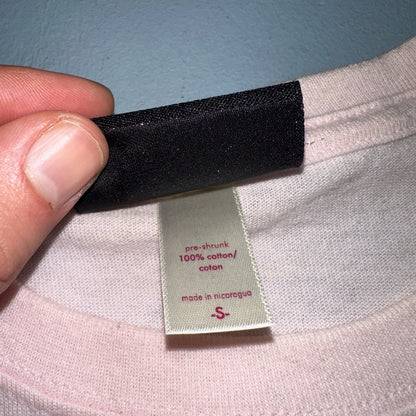 pre-shrunk
100% cotton/
coton
made in nicaragua
-S-